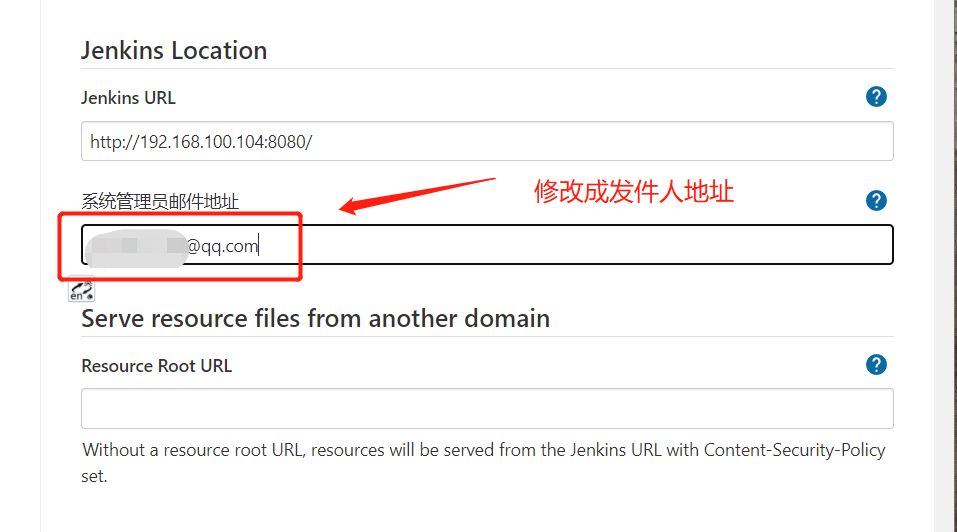 Jenkins Location
Jenkins URL
http://192.168.100.104:8080/
系统管理员邮件地址
修改成发件人地址
@qq.com
en
Serve resource files from another domain
Resource Root URL
Without a resource root URL, resources will be served from the Jenkins URL with Content-Security-Policy
set.